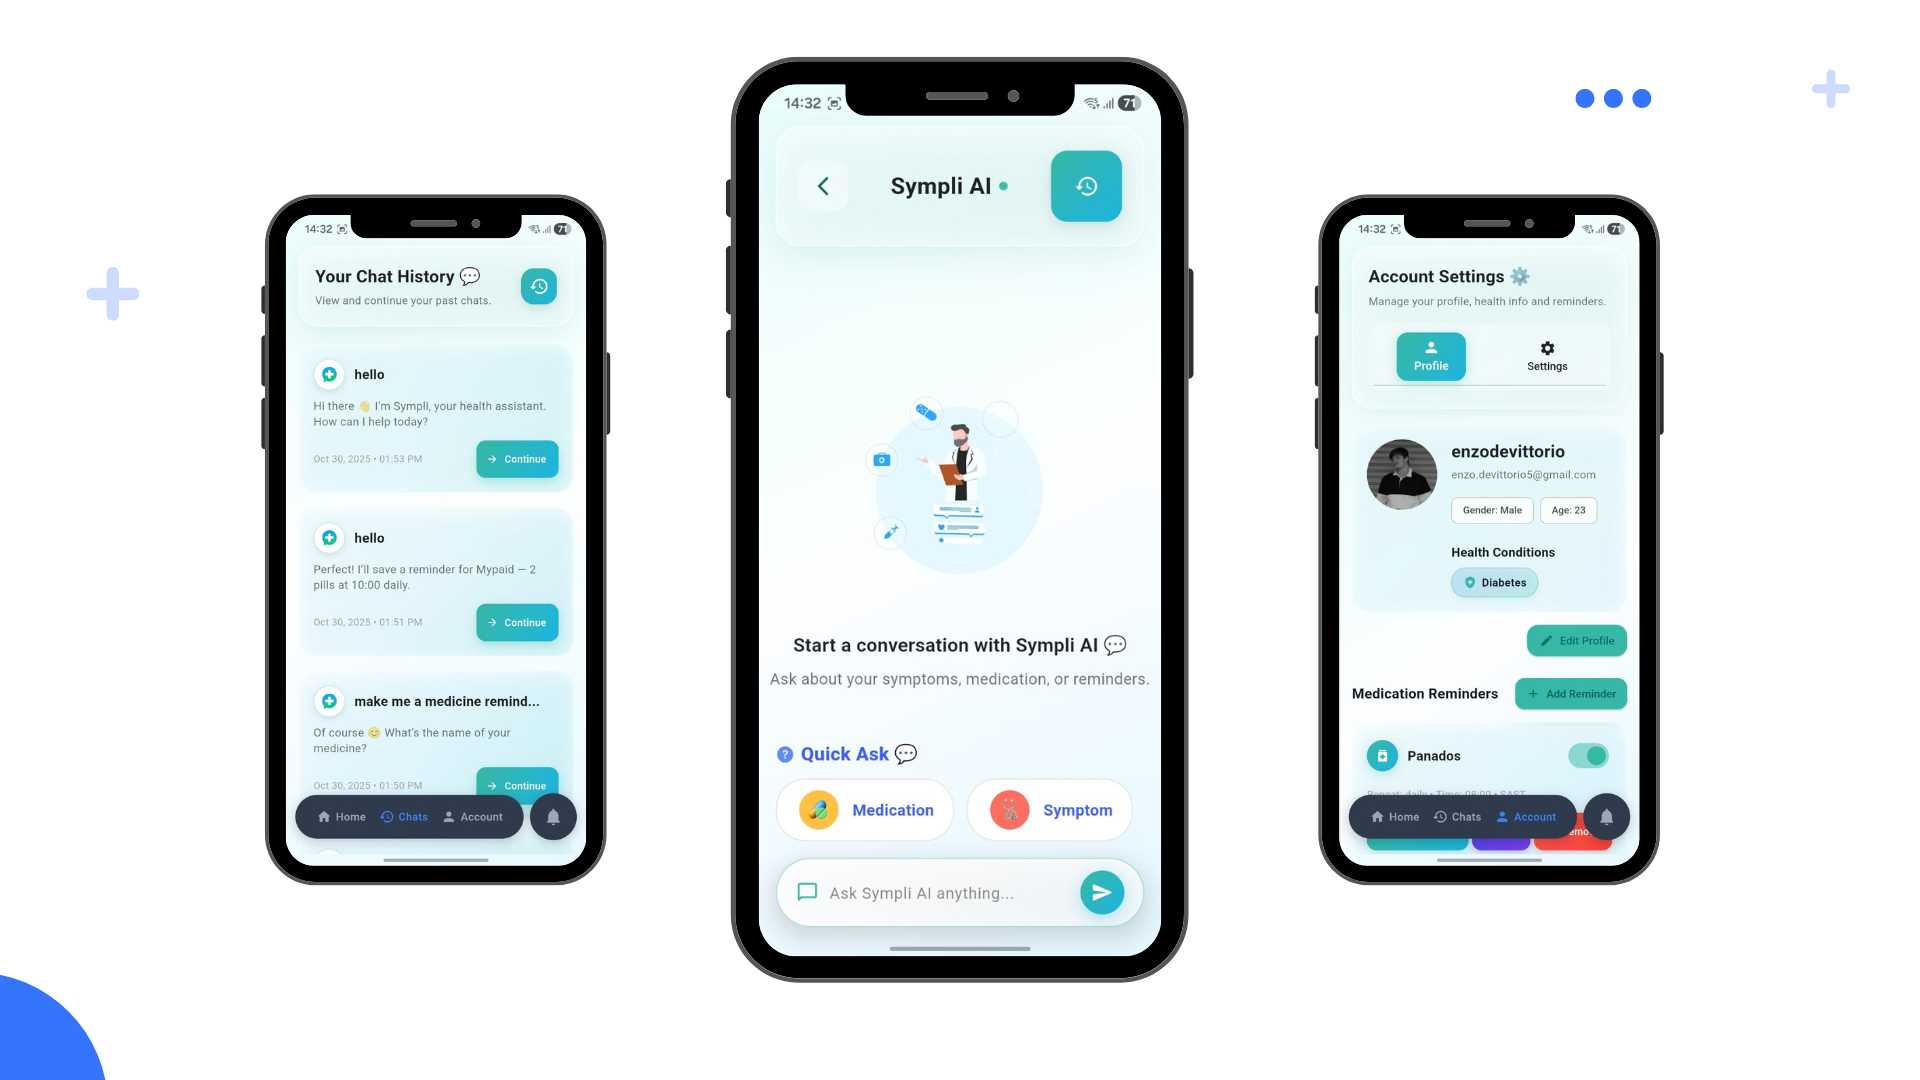 14:32
71
Your Chat History 💬
View and continue your past chats.
hello
Hi there 👋 I'm Sympli, your health assistant.
How can I help today?
Oct 30, 2025 • 01:53 PM
→ Continue
hello
Perfect! I'll save a reminder for Mypaid — 2
pills at 10:00 daily.
Oct 30, 2025 • 01:51 PM
→ Continue
make me a medicine remind...
Of course 😊 What's the name of your
medicine?
Oct 30, 2025 • 01:50 PM
→ Continue
Home
Chats
Account
14:32
71
Sympli AI
Start a conversation with Sympli AI 💬
Ask about your symptoms, medication, or reminders.
? Quick Ask 💬
Medication
Symptom
Ask Sympli AI anything...
14:32
71
Account Settings ⚙️
Manage your profile, health info and reminders.
Profile
Settings
enzodevittorio
enzo.devittorio5@gmail.com
Gender: Male
Age: 23
Health Conditions
Diabetes
Edit Profile
Medication Reminders
+ Add Reminder
Panados
Repeat: daily • Time: 08:00 • SAST
Home
Chats
Account